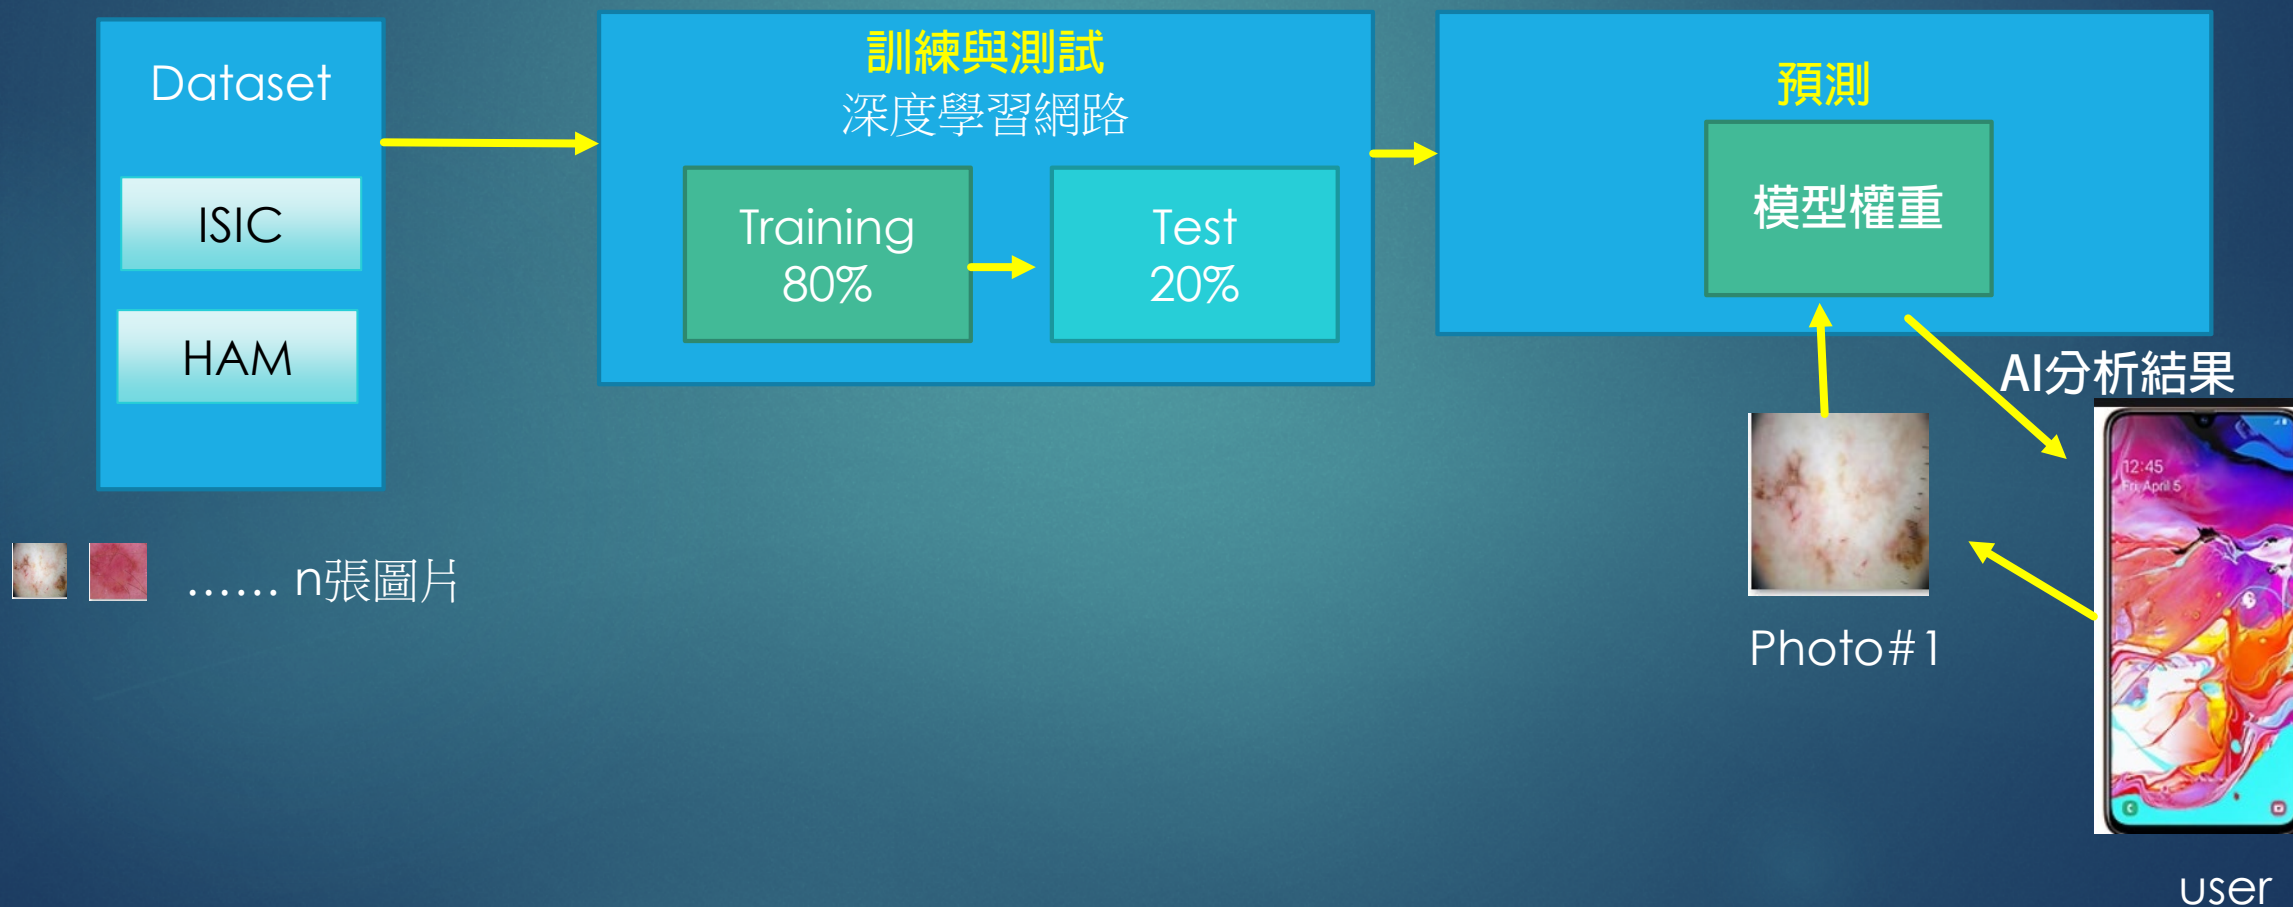 Dataset
ISIC
HAM
...... n張圖片
訓練與測試
深度學習網路
Training
80%
Test
20%
預測
模型權重
AI分析結果
12:45
Fri, April 5
Photo#1
user